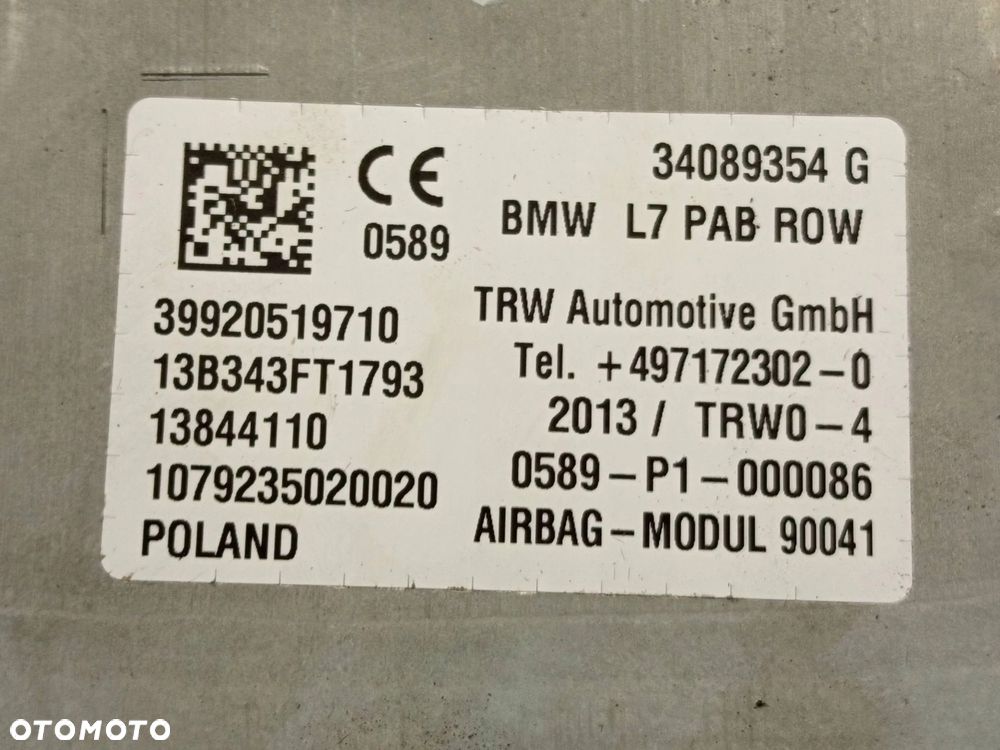 CE
0589
34089354 G
BMW L7 PAB ROW
39920519710
13B343FT1793
13844110
1079235020020
POLAND
TRW Automotive GmbH
Tel. +497172302-0
2013 / TRW0-4
0589-P1-000086
AIRBAG-MODUL 90041
OTOMOTO